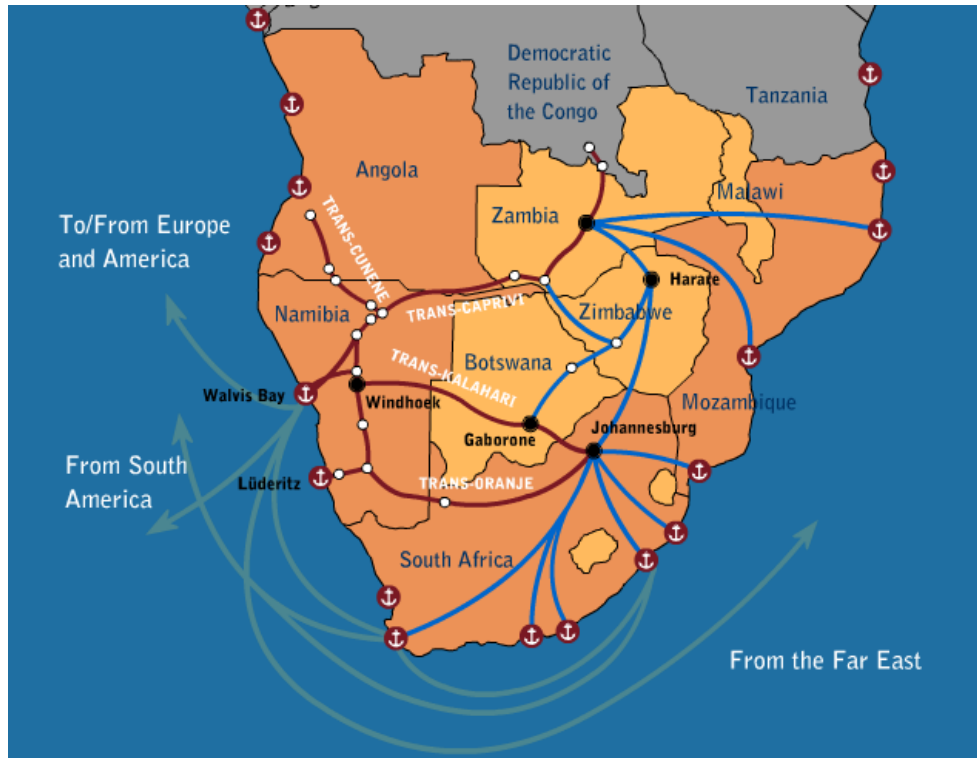 Democratic
Republic of
the Congo
Tanzania
Angola
Malawi
Zambia
TRANS-CUNENE
To/From Europe
and America
Harare
Namibia
TRANS-CAPRIVI
Zimbabwe
TRANS-KALAHARI
Botswana
Walvis Bay
Windhoek
Mozambique
Gaborone
Johannesburg
From South
America
Lüderitz
TRANS-ORANJE
South Africa
From the Far East